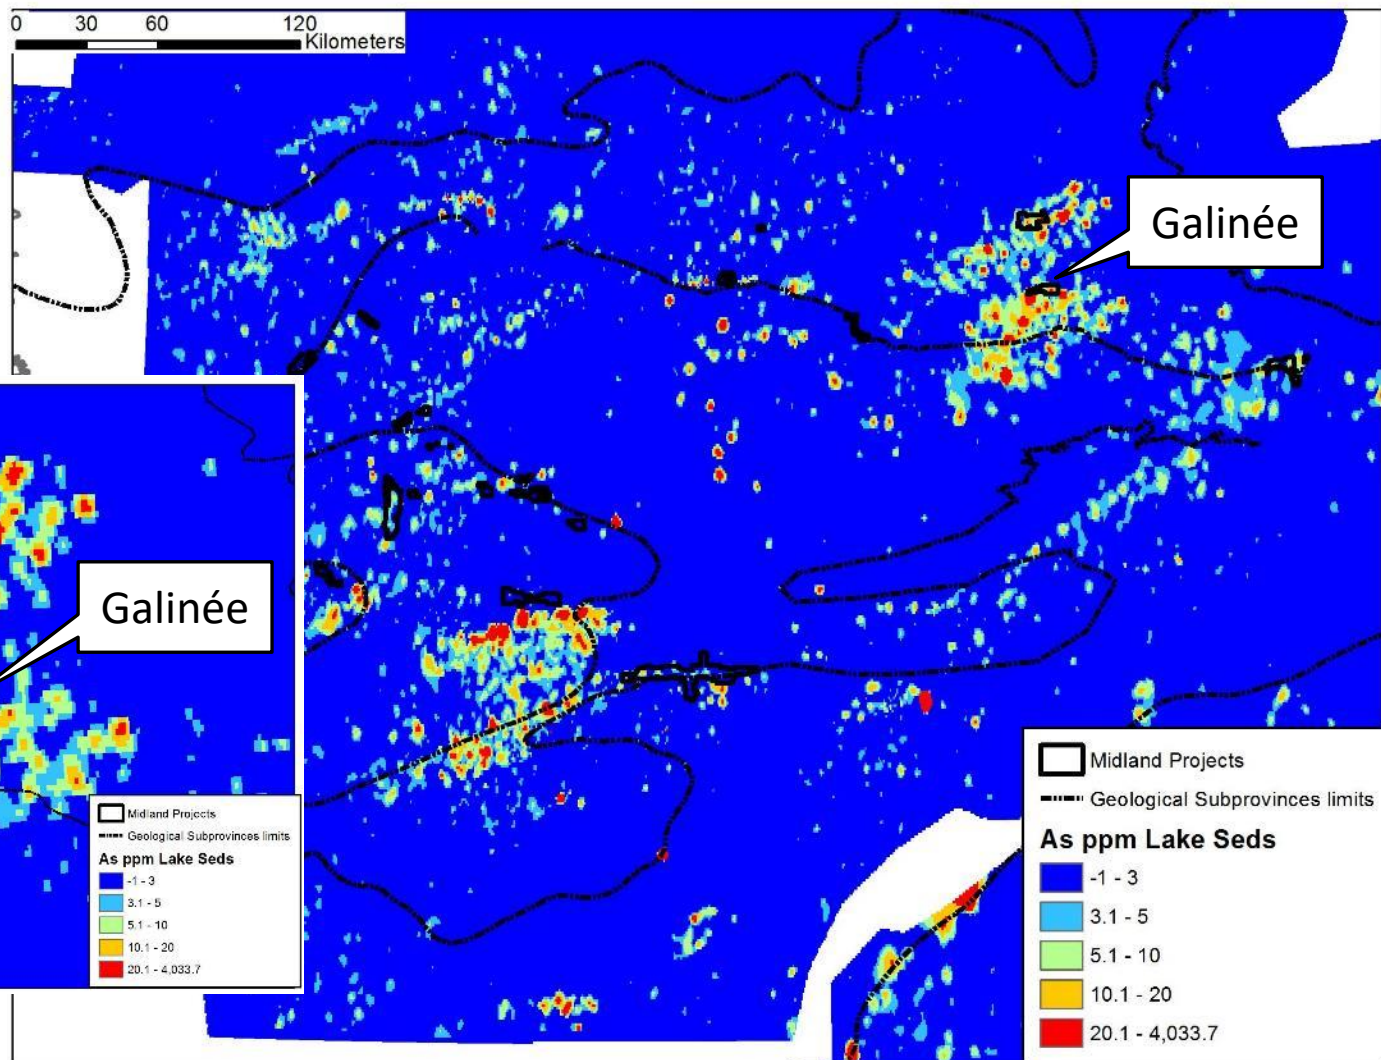 0 30 60 120
Kilometers
Galinée
Galinée
Midland Projects
Geological Subprovinces limits
As ppm Lake Seds
-1 - 3
3.1 - 5
5.1 - 10
10.1 - 20
20.1 - 4,033.7
Midland Projects
Geological Subprovinces limits
As ppm Lake Seds
-1 - 3
3.1 - 5
5.1 - 10
10.1 - 20
20.1 - 4,033.7